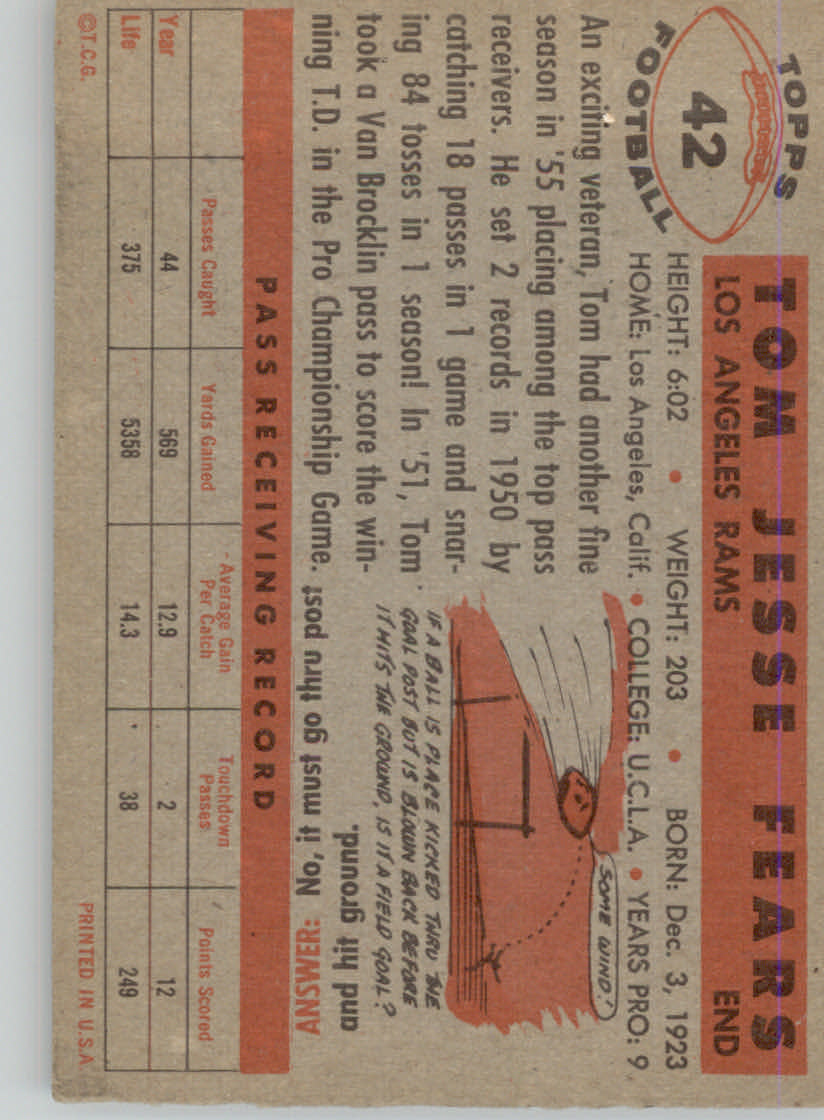 TOPPS
42
FOOTBALL
TOM JESSE FEARS
LOS ANGELES RAMS END
HEIGHT: 6:02 • WEIGHT: 203 • BORN: Dec. 3, 1923
HOME: Los Angeles, Calif. • COLLEGE: U.C.L.A. • YEARS PRO: 9
An exciting veteran, Tom had another fine
season in '55 placing among the top pass
receivers. He set 2 records in 1950 by
catching 18 passes in 1 game and snar-
ing 84 tosses in 1 season! In '51, Tom
took a Van Brocklin pass to score the win-
ning T.D. in the Pro Championship Game.
SOME WIND!
IF A BALL IS PLACE KICKED THRU THE
GOAL POST BUT IS BLOWN BACK BEFORE
IT HITS THE GROUND, IS IT A FIELD GOAL?
ANSWER: No, it must go thru post
and hit ground.
PASS RECEIVING RECORD
Passes Caught Yards Gained Average Gain Per Catch Touchdown Passes Points Scored
Year 44 569 12.9 2 12
Life 375 5358 14.3 38 249
©T.C.G. PRINTED IN U.S.A.